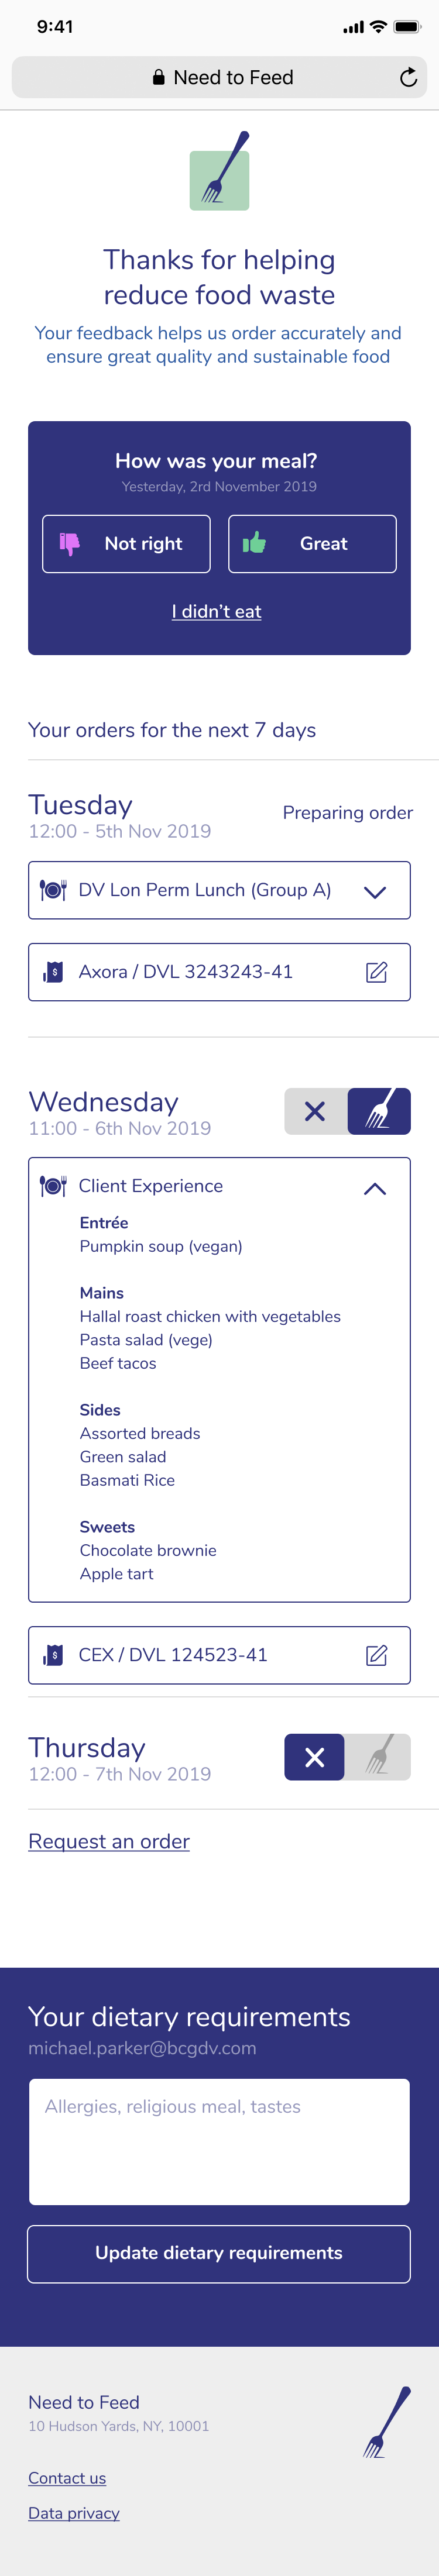 9:41
Need to Feed
Thanks for helping
reduce food waste
Your feedback helps us order accurately and
ensure great quality and sustainable food
How was your meal?
Yesterday, 2rd November 2019
Not right
Great
I didn't eat
Your orders for the next 7 days
Tuesday
Preparing order
12:00 - 5th Nov 2019
DV Lon Perm Lunch (Group A)
$ Axora / DVL 3243243-41
Wednesday
11:00 - 6th Nov 2019
Client Experience
Entrée
Pumpkin soup (vegan)
Mains
Hallal roast chicken with vegetables
Pasta salad (vege)
Beef tacos
Sides
Assorted breads
Green salad
Basmati Rice
Sweets
Chocolate brownie
Apple tart
$ CEX / DVL 124523-41
Thursday
12:00 - 7th Nov 2019
Request an order
Your dietary requirements
michael.parker@bcgdv.com
Allergies, religious meal, tastes
Update dietary requirements
Need to Feed
10 Hudson Yards, NY, 10001
Contact us
Data privacy